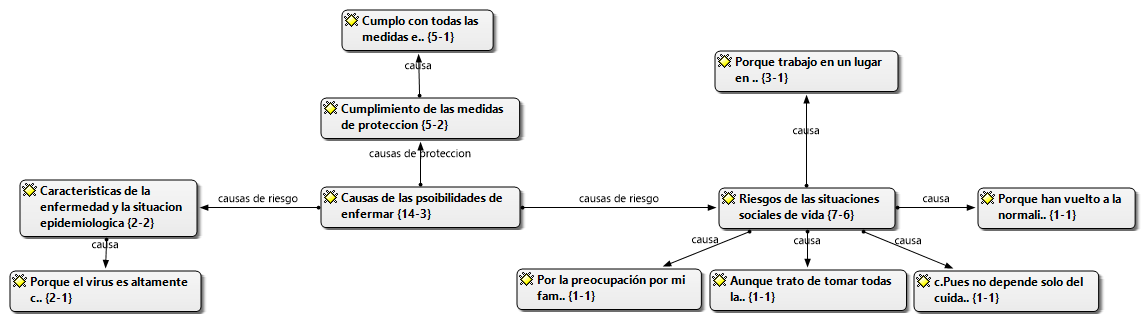 Cumplo con todas las
medidas e.. {5-1}
causa
Porque trabajo en un lugar
en .. {3-1}
Cumplimiento de las medidas
de proteccion {5-2}
causa
causas de proteccion
Caracteristicas de la
enfermedad y la situacion
epidemiologica {2-2}
causas de riesgo
Causas de las psoibilidades de
enfermar {14-3}
causas de riesgo
Riesgos de las situaciones
sociales de vida {7-6}
causa
Porque han vuelto a la
normali.. {1-1}
causa
causa
causa
causa
Porque el virus es altamente
c.. {2-1}
Por la preocupación por mi
fam.. {1-1}
Aunque trato de tomar todas
la.. {1-1}
c.Pues no depende solo del
cuida.. {1-1}